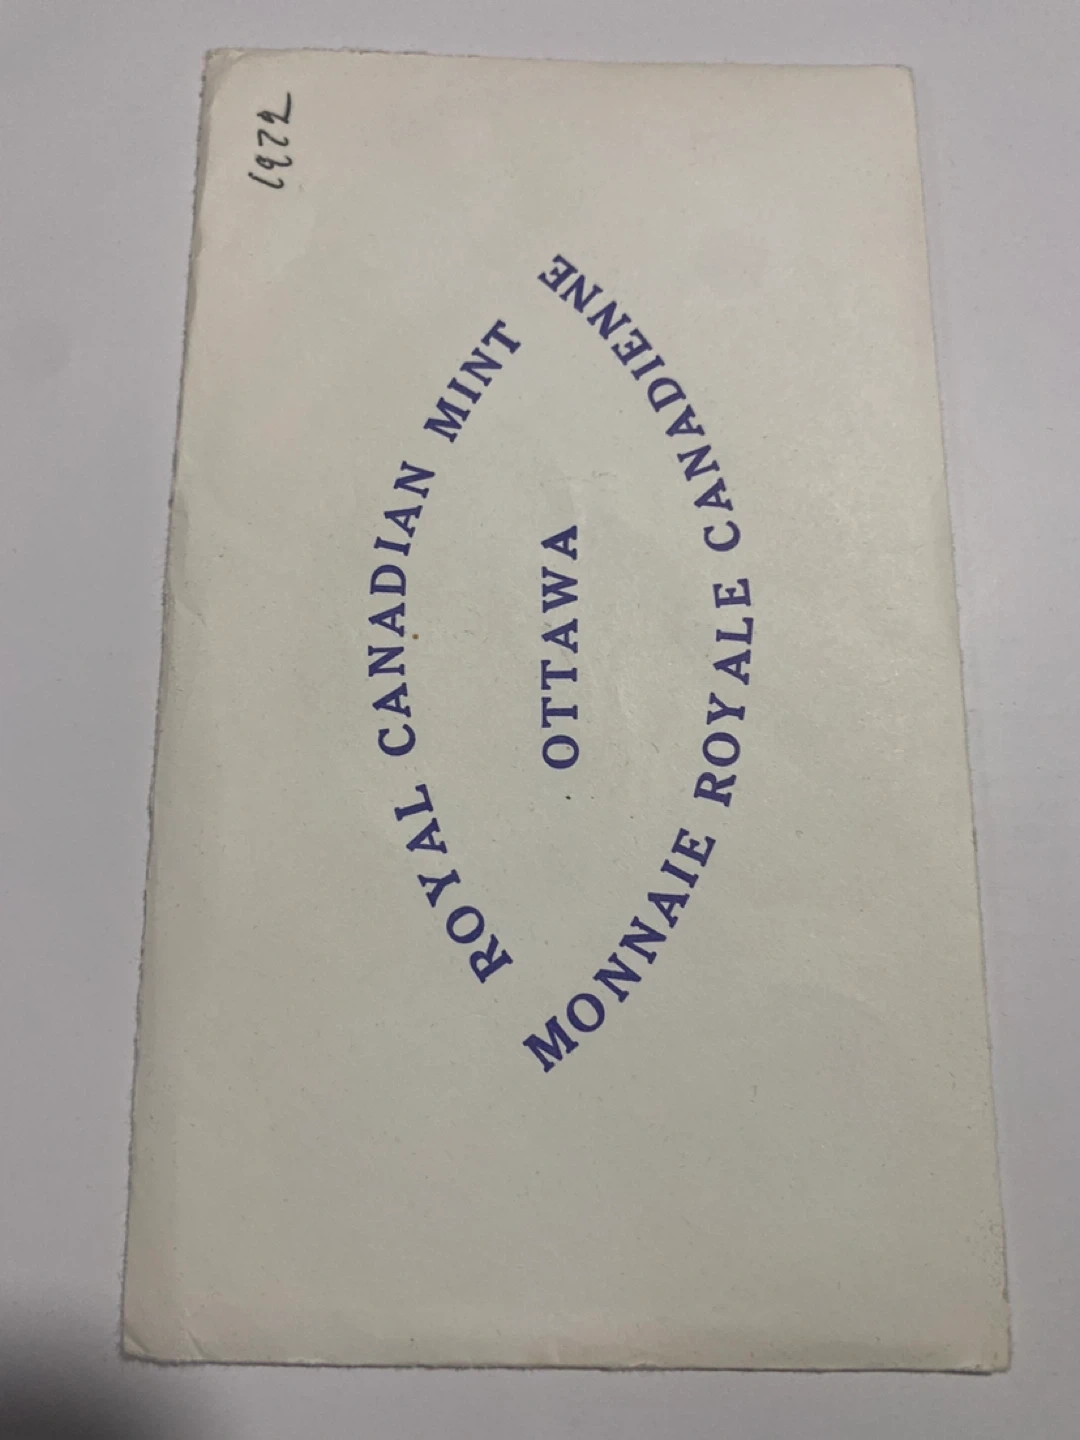 1972
ROYAL CANADIAN MINT
OTTAWA
MONNAIE ROYALE CANADIENNE